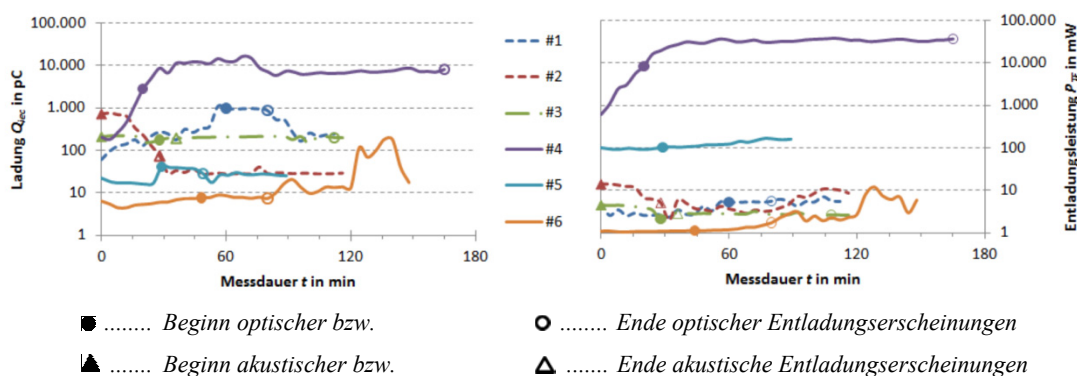 100.000
10.000
1.000
100
10
1
Ladung Q_iec in pC
0 60 120 180
Messdauer t in min
#1
#2
#3
#4
#5
#6
100.000
10.000
1.000
100
10
1
Entladungsleistung P_TE in mW
0 60 120 180
Messdauer t in min
● ........ Beginn optischer bzw.
○ ........ Ende optischer Entladungserscheinungen
▲ ....... Beginn akustischer bzw.
△ ....... Ende akustische Entladungserscheinungen